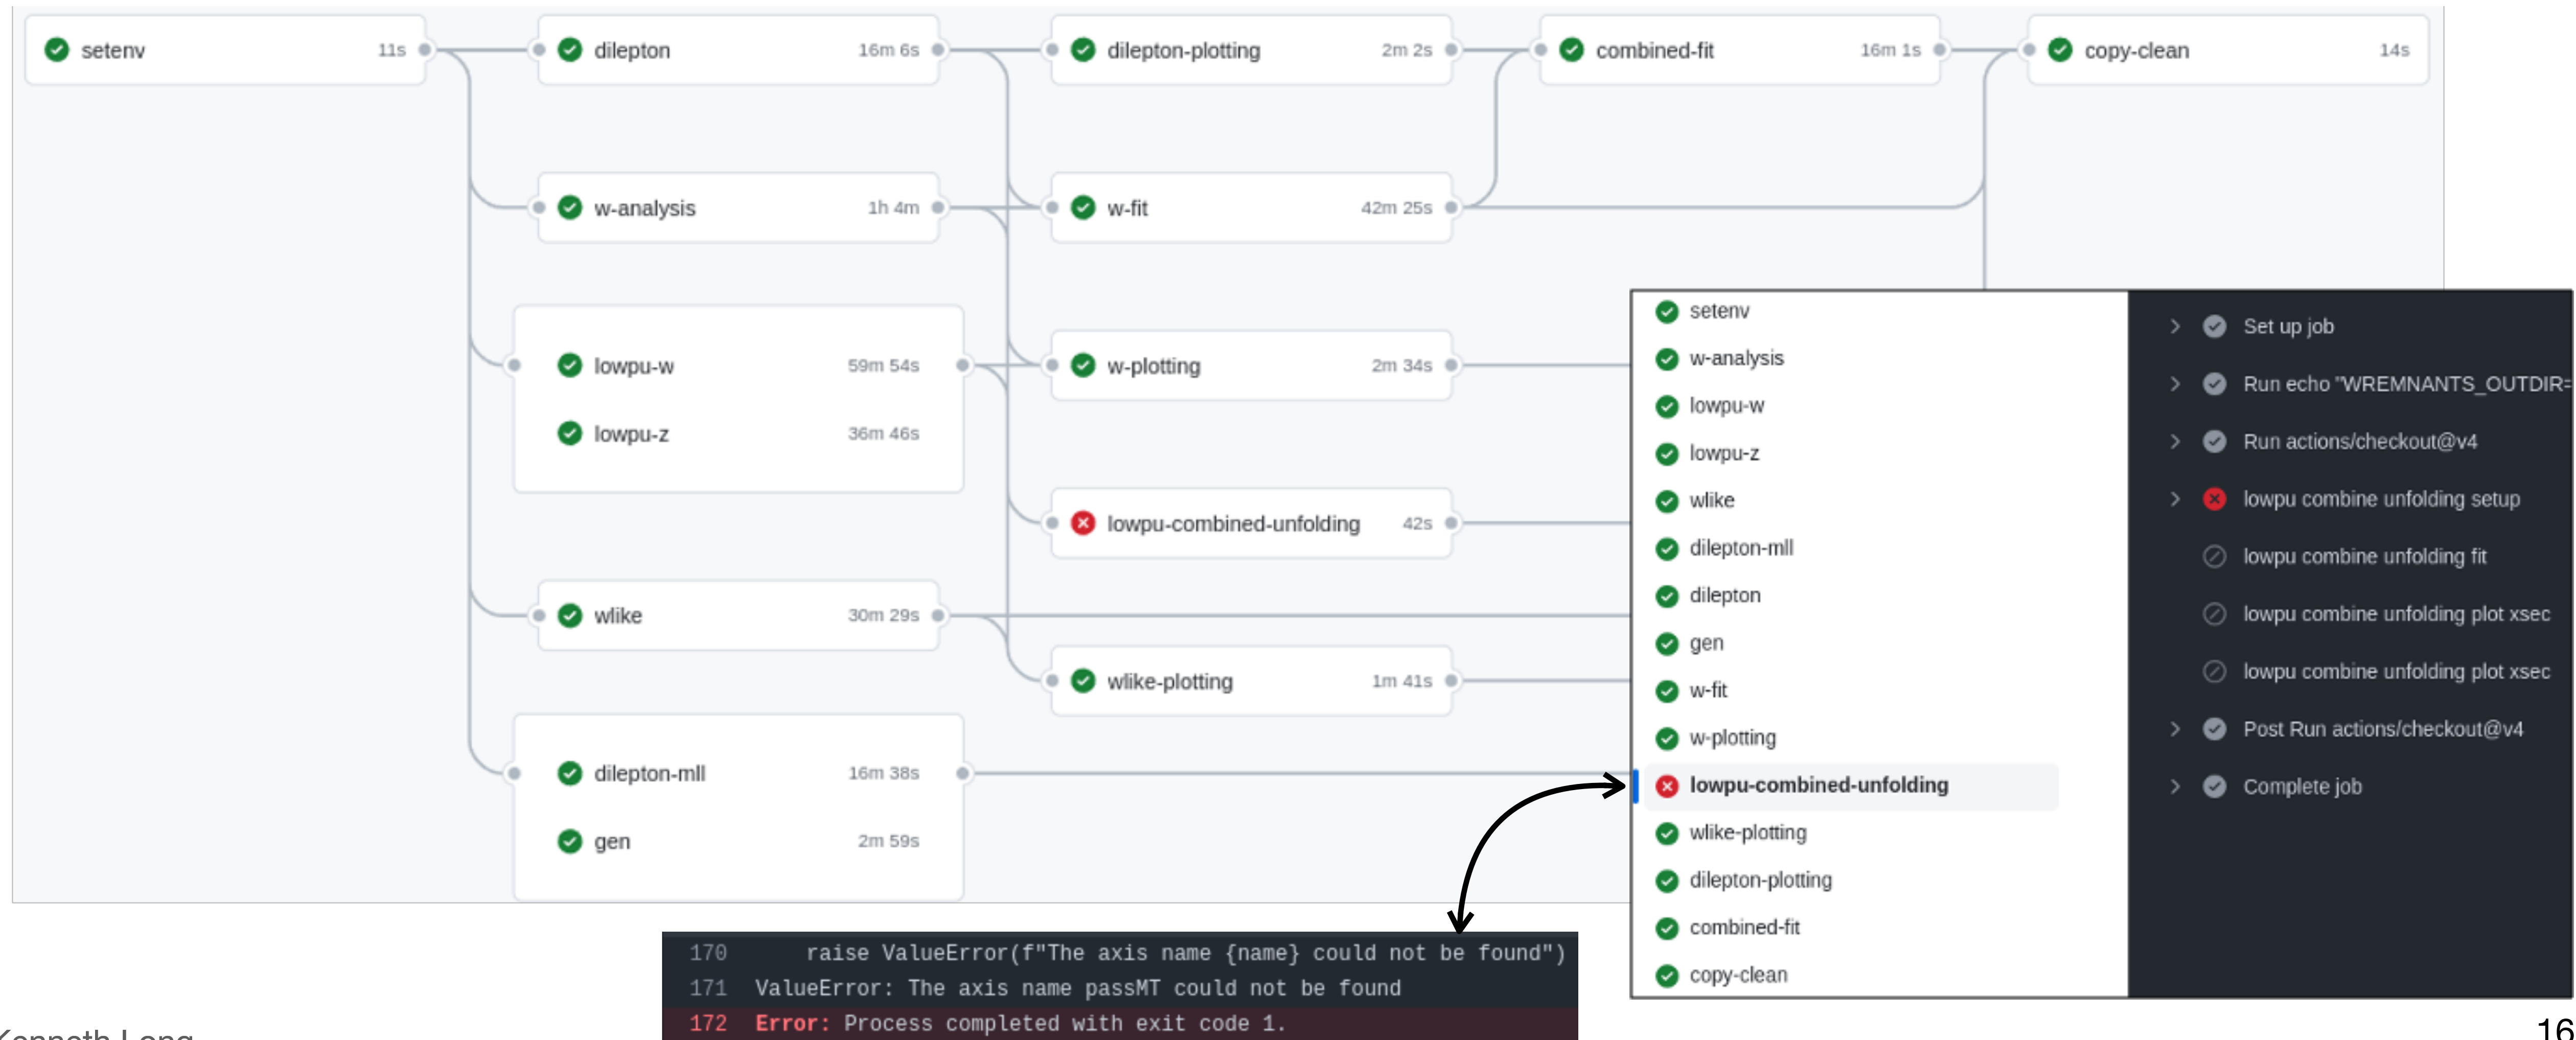 setenv 11s
dilepton 16m 6s
dilepton-plotting 2m 2s
combined-fit 16m 1s
copy-clean 14s
w-analysis 1h 4m
w-fit 42m 25s
lowpu-w 59m 54s
lowpu-z 36m 46s
w-plotting 2m 34s
lowpu-combined-unfolding 42s
wlike 30m 29s
wlike-plotting 1m 41s
dilepton-mll 16m 38s
gen 2m 59s
setenv
w-analysis
lowpu-w
lowpu-z
wlike
dilepton-mll
dilepton
gen
w-fit
w-plotting
lowpu-combined-unfolding
wlike-plotting
dilepton-plotting
combined-fit
copy-clean
Set up job
Run echo "WREMNANTS_OUTDIR=
Run actions/checkout@v4
lowpu combine unfolding setup
lowpu combine unfolding fit
lowpu combine unfolding plot xsec
lowpu combine unfolding plot xsec
Post Run actions/checkout@v4
Complete job
170 raise ValueError(f"The axis name {name} could not be found")
171 ValueError: The axis name passMT could not be found
172 Error: Process completed with exit code 1.
Kenneth Long
16